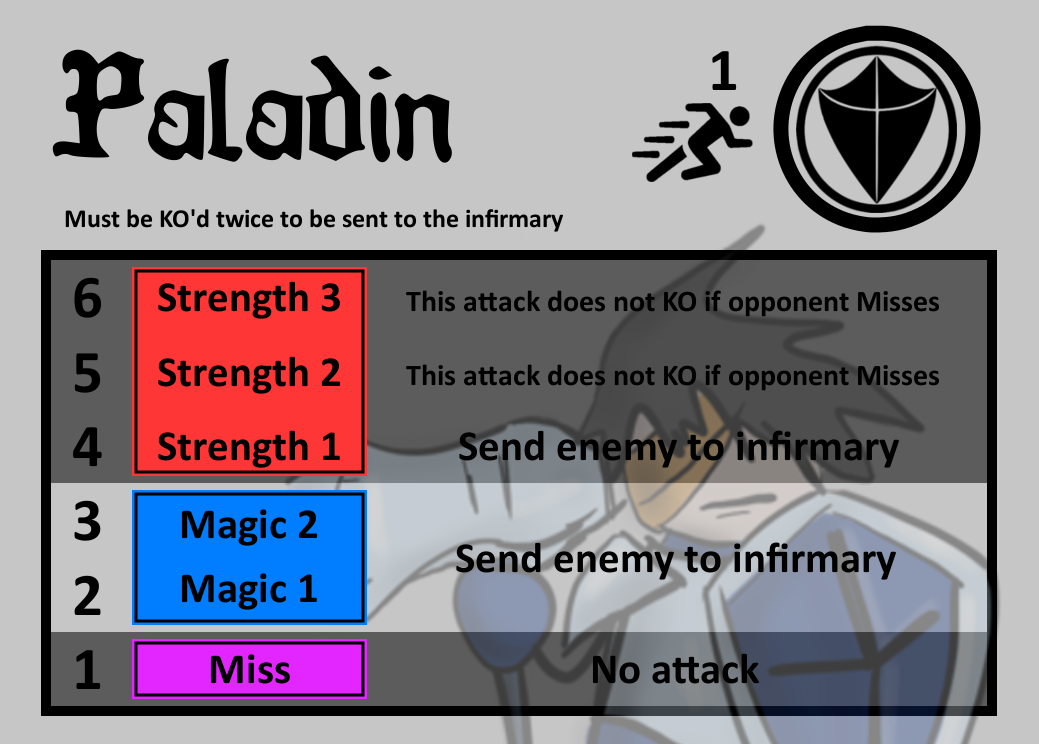 Paladin
1
Must be KO'd twice to be sent to the infirmary
6 Strength 3 This attack does not KO if opponent Misses
5 Strength 2 This attack does not KO if opponent Misses
4 Strength 1 Send enemy to infirmary
3 Magic 2
Send enemy to infirmary
2 Magic 1
1 Miss No attack